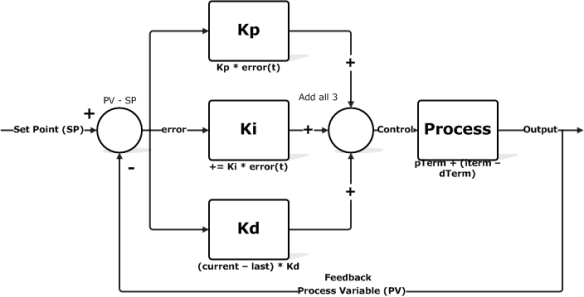 Kp
Kp * error(t)
PV - SP
Add all 3
+
+
Set Point (SP)
error
Ki
+
Control
Process
Output
-
+= Ki * error(t)
pTerm + (iTerm –
dTerm)
+
Kd
(current – last) * Kd
Feedback
Process Variable (PV)